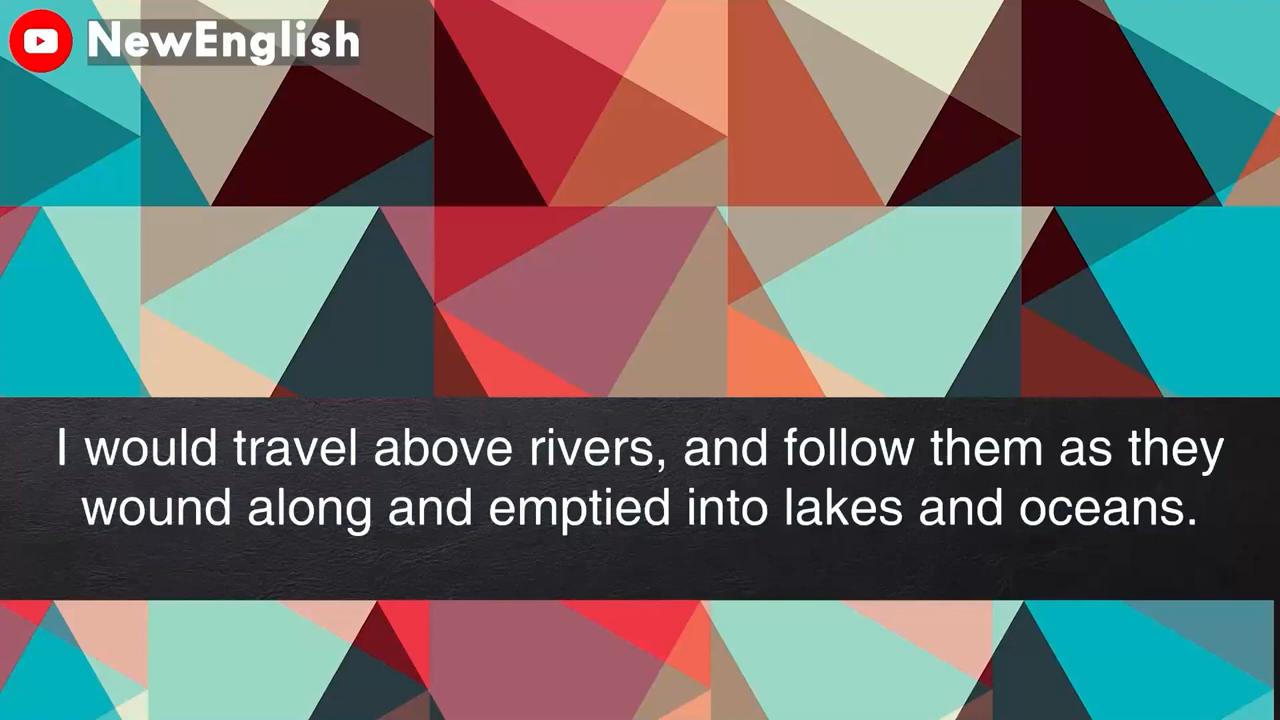 NewEnglish
I would travel above rivers, and follow them as they
wound along and emptied into lakes and oceans.